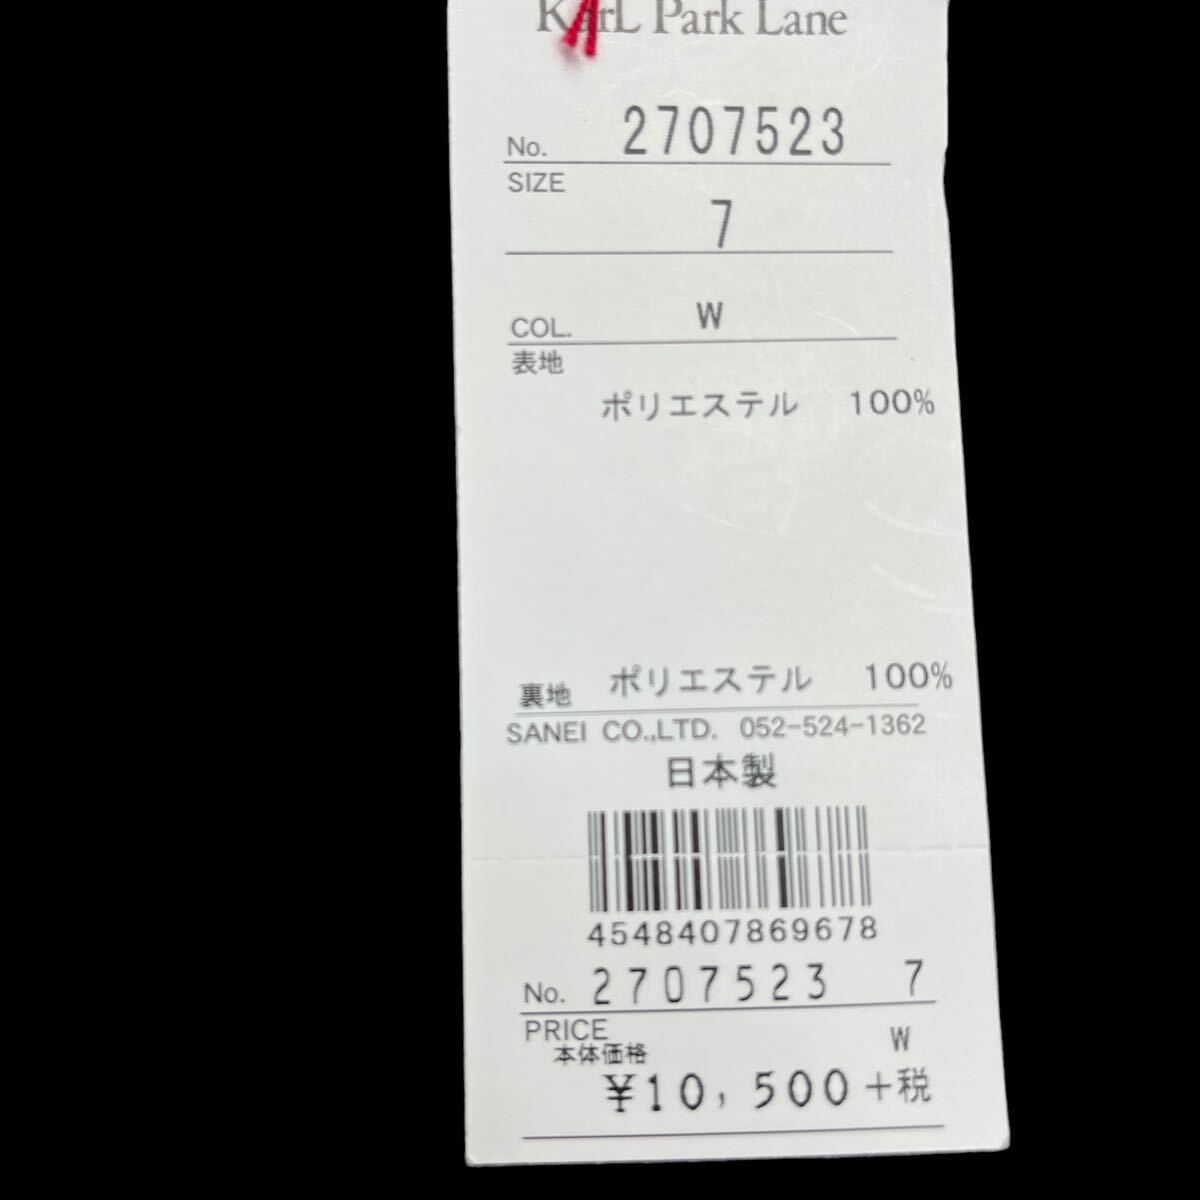 KarL Park Lane
No. 2707523
SIZE
7
COL. W
表地
ポリエステル 100%
裏地 ポリエステル 100%
SANEI CO.,LTD. 052-524-1362
日本製
4548407869678
No. 2707523 7
PRICE W
本体価格
¥10,500+税